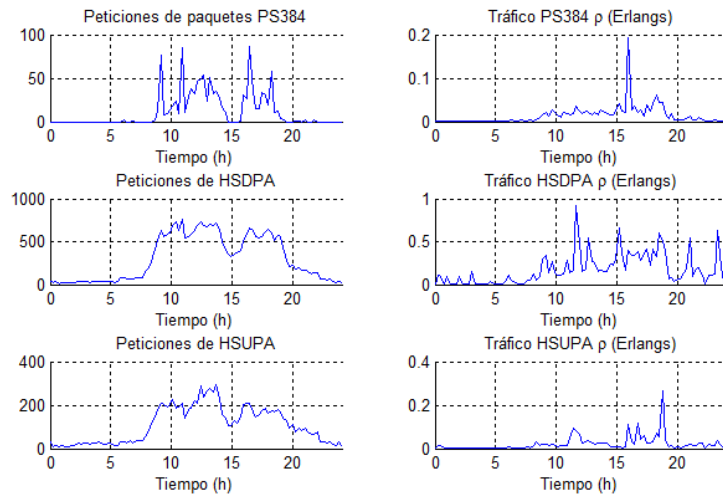 Peticiones de paquetes PS384
100
50
0
0 5 10 15 20
Tiempo (h)
Tráfico PS384 ρ (Erlangs)
0.2
0.1
0
0 5 10 15 20
Tiempo (h)
Peticiones de HSDPA
1000
500
0
0 5 10 15 20
Tiempo (h)
Tráfico HSDPA ρ (Erlangs)
1
0.5
0
0 5 10 15 20
Tiempo (h)
Peticiones de HSUPA
400
200
0
0 5 10 15 20
Tiempo (h)
Tráfico HSUPA ρ (Erlangs)
0.4
0.2
0
0 5 10 15 20
Tiempo (h)